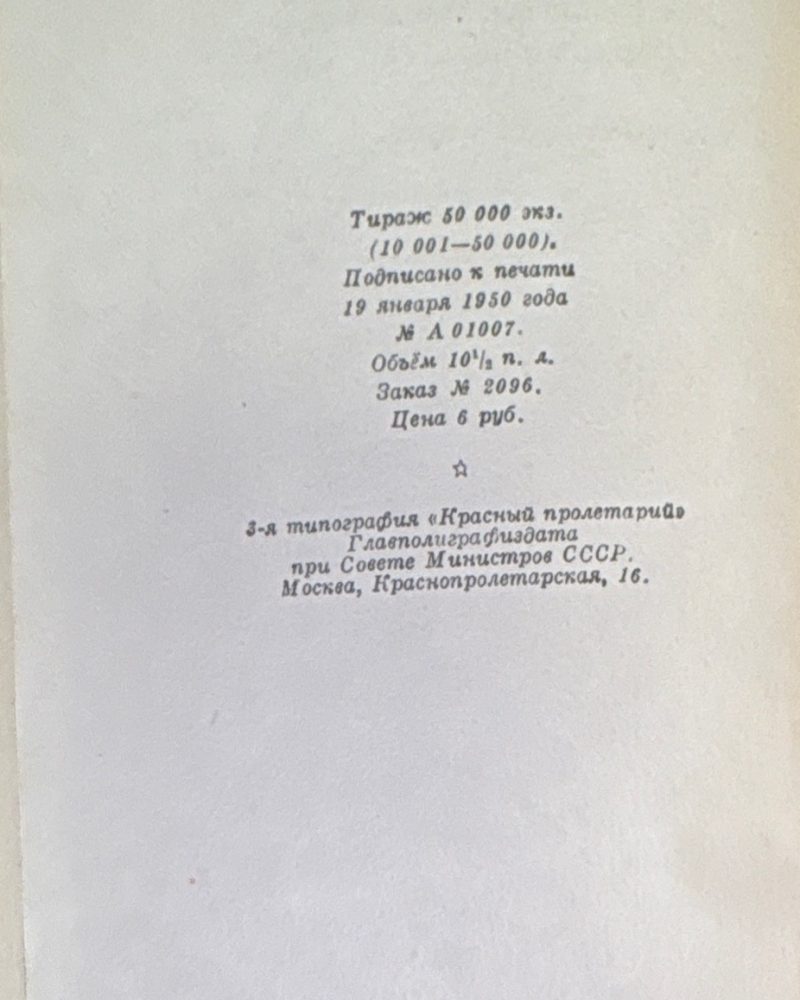 Тираж 50 000 экз.
(10 001—50 000).
Подписано к печати
19 января 1950 года
№ А 01007.
Объём 10¹/₂ п. л.
Заказ № 2096.
Цена 6 руб.
☆
3-я типография «Красный пролетарий»
Главполиграфиздата
при Совете Министров СССР.
Москва, Краснопролетарская, 16.